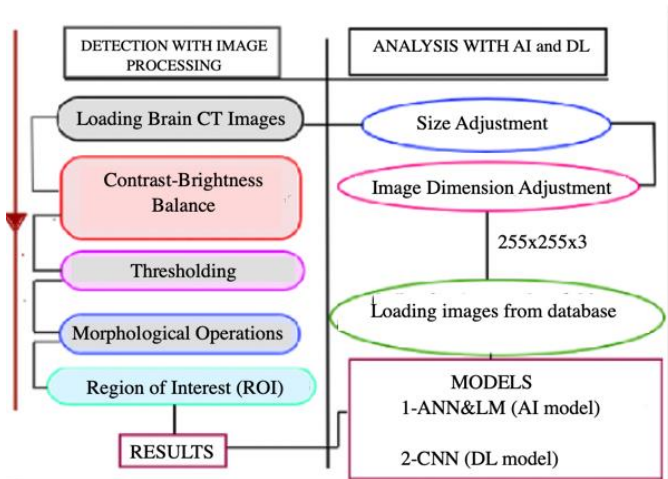 DETECTION WITH IMAGE
PROCESSING
Loading Brain CT Images
Contrast-Brightness
Balance
Thresholding
Morphological Operations
Region of Interest (ROI)
RESULTS
ANALYSIS WITH AI and DL
Size Adjustment
Image Dimension Adjustment
255x255x3
Loading images from database
MODELS
1-ANN&LM (AI model)
2-CNN (DL model)